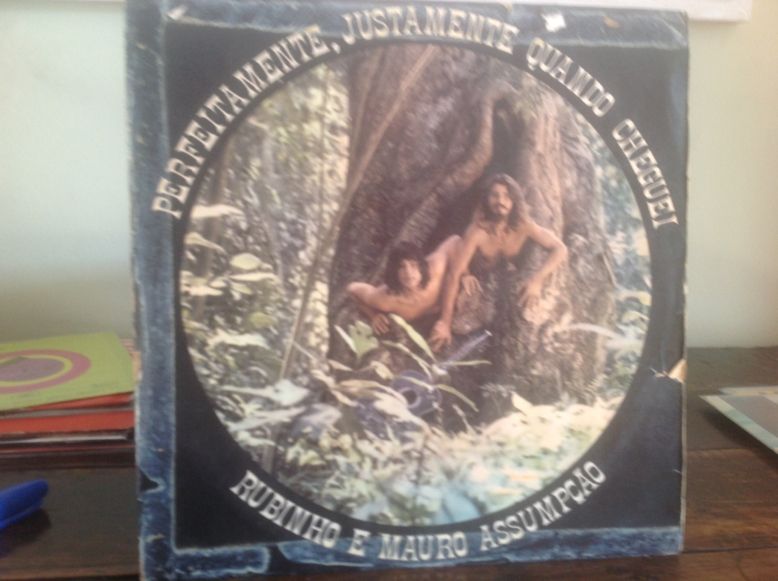 PERFEITAMENTE, JUSTAMENTE QUANDO CHEGUEI
RUBINHO E MAURO ASSUMPÇÃO